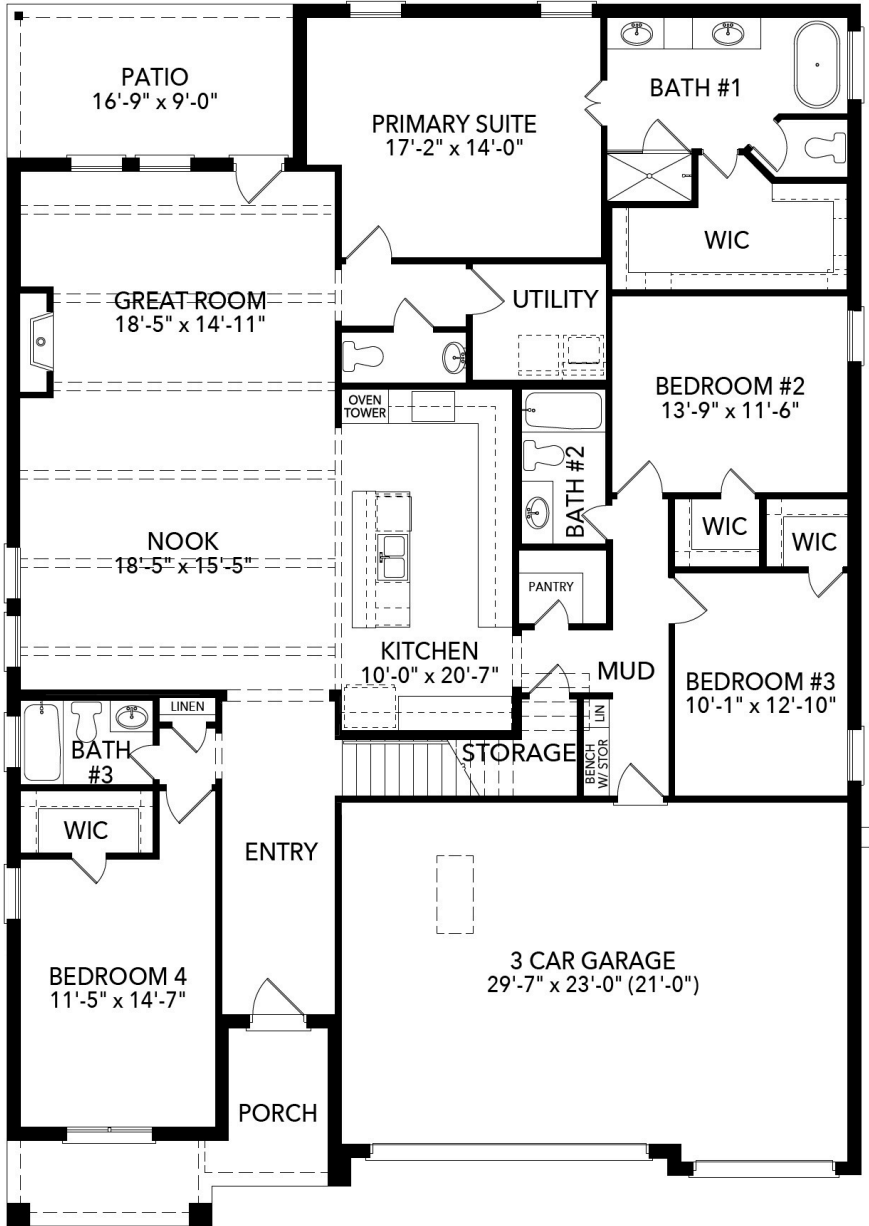 PATIO
16'-9" x 9'-0"
PRIMARY SUITE
17'-2" x 14'-0"
BATH #1
WIC
GREAT ROOM
18'-5" x 14'-11"
UTILITY
OVEN
TOWER
BEDROOM #2
13'-9" x 11'-6"
BATH #2
NOOK
18'-5" x 15'-5"
WIC
WIC
PANTRY
KITCHEN
10'-0" x 20'-7"
MUD
BEDROOM #3
10'-1" x 12'-10"
LINEN
BATH
#3
STORAGE
LIN
BENCH
W/ STOR
WIC
ENTRY
BEDROOM 4
11'-5" x 14'-7"
3 CAR GARAGE
29'-7" x 23'-0" (21'-0")
PORCH